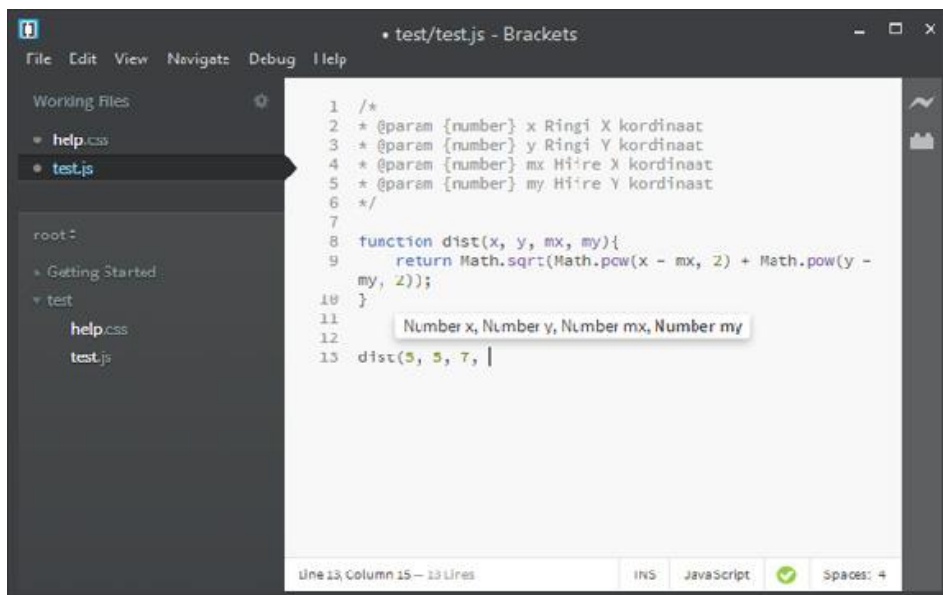 • test/test.js - Brackets
File Edit View Navigate Debug Help
Working Files
help.css
test.js
root
Getting Started
test
help.css
test.js
1 /*
2 * @param {number} x Ringi X kordinaat
3 * @param {number} y Ringi Y kordinaat
4 * @param {number} mx Hiire X kordinaat
5 * @param {number} my Hiire Y kordinaat
6 */
7
8 function dist(x, y, mx, my){
9 return Math.sqrt(Math.pow(x - mx, 2) + Math.pow(y -
my, 2));
10 }
11
Number x, Number y, Number mx, Number my
12
13 dist(5, 5, 7,
Line 13, Column 15 — 13 Lines
INS JavaScript Spaces: 4